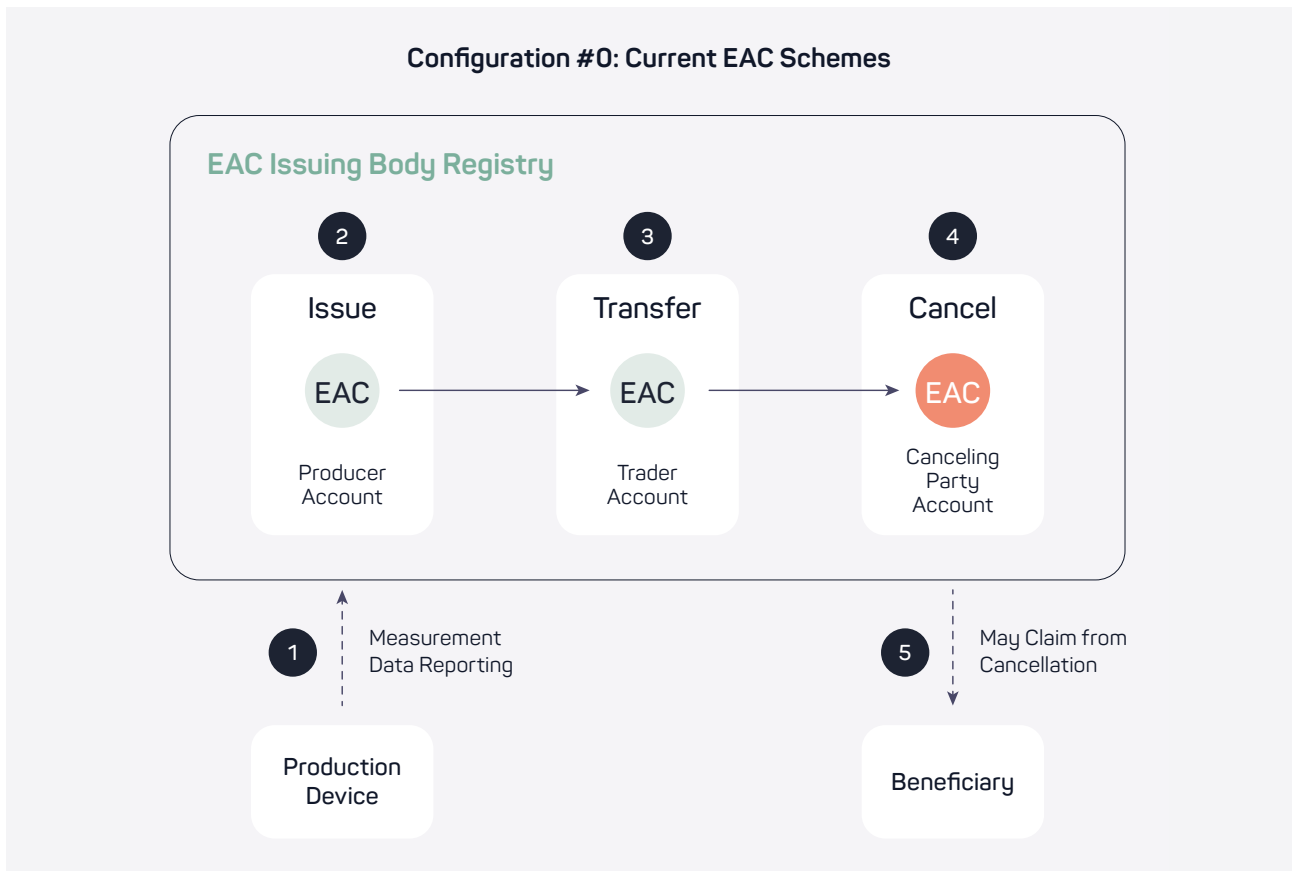 Configuration #0: Current EAC Schemes
EAC Issuing Body Registry
2
3
4
Issue
Transfer
Cancel
EAC
EAC
EAC
Producer
Account
Trader
Account
Canceling
Party
Account
1
Measurement
Data Reporting
5
May Claim from
Cancellation
Production
Device
Beneficiary